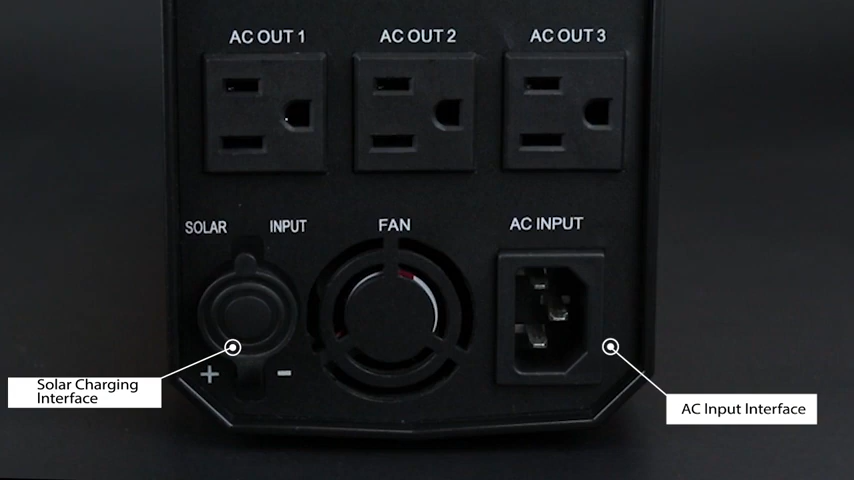 AC OUT 1 AC OUT 2 AC OUT 3
SOLAR INPUT FAN AC INPUT
+ -
Solar Charging
Interface
AC Input Interface